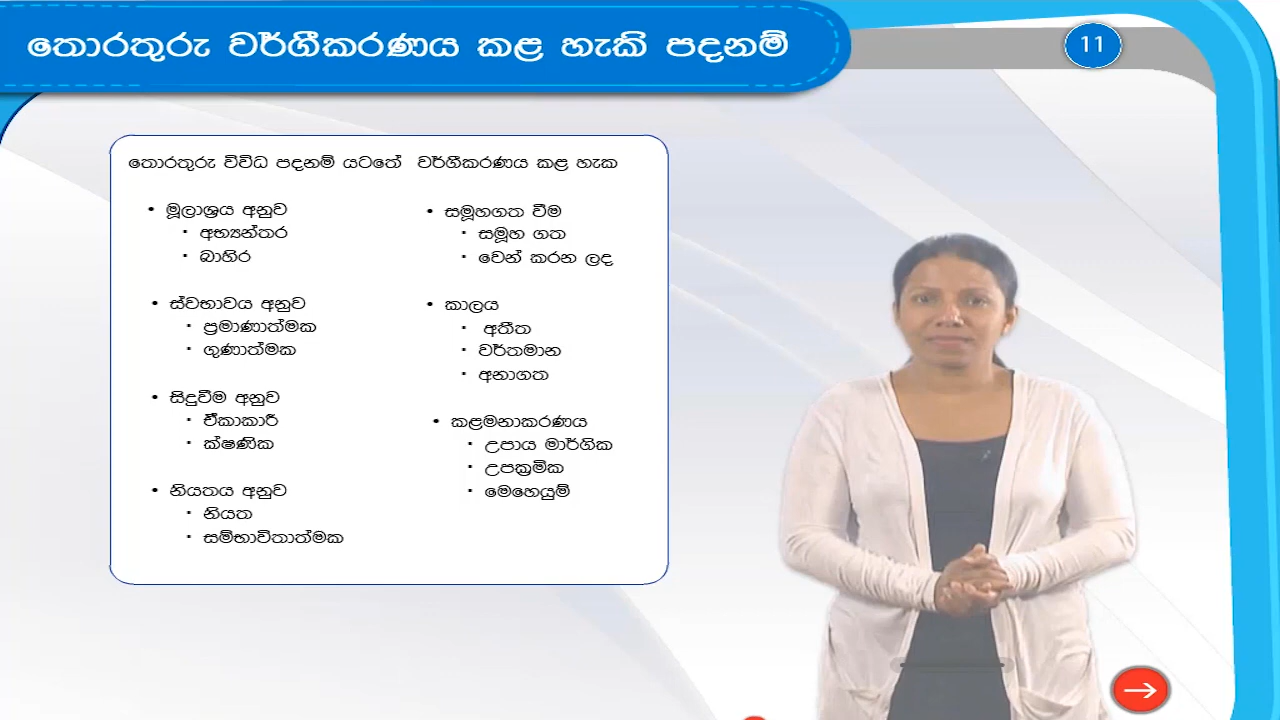 තොරතුරු වර්ගීකරණය කළ හැකි පදනම්
11
තොරතුරු විවිධ පදනම් යටතේ වර්ගීකරණය කළ හැක
• මූලාශ්‍රය අනුව
▪ අභ්‍යන්තර
▪ බාහිර
• ස්වභාවය අනුව
▪ ප්‍රමාණාත්මක
▪ ගුණාත්මක
• සිදුවීම අනුව
▪ ඒකාකාරී
▪ ක්ෂණික
• නියතය අනුව
▪ නියත
▪ සම්භාවිතාත්මක
• සමූහගත වීම
▪ සමූහ ගත
▪ වෙන් කරන ලද
• කාලය
▪ අතීත
▪ වර්තමාන
▪ අනාගත
• කළමනාකරණය
▪ උපාය මාර්ගික
▪ උපක්‍රමික
▪ මෙහෙයුම්